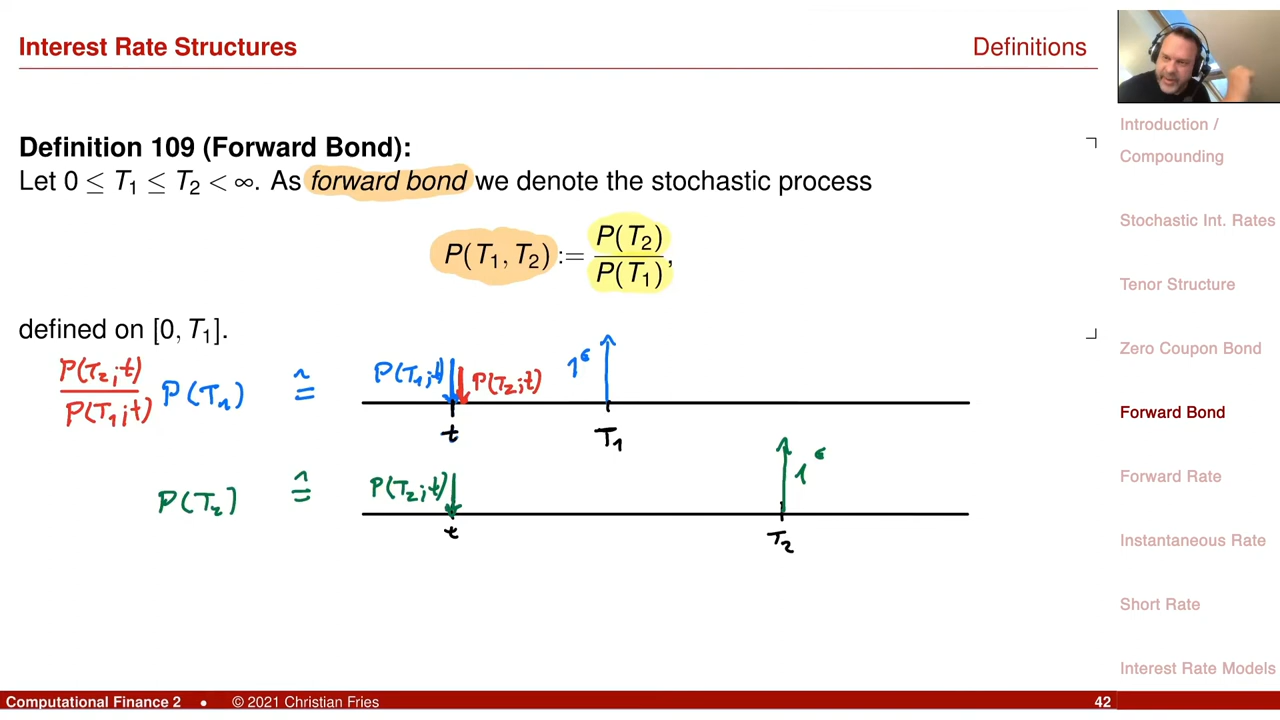 Interest Rate Structures
Definitions
Definition 109 (Forward Bond):
Let 0 ≤ T₁ ≤ T₂ < ∞. As forward bond we denote the stochastic process
P(T₁, T₂) := P(T₂) / P(T₁),
defined on [0, T₁].
P(T₂;t) / P(T₁;t) P(T₁) ≙ P(T₁;t) P(T₂;t) 1€
t T₁
P(T₂) ≙ P(T₂;t) 1€
t T₂
Introduction /
Compounding
Stochastic Int. Rates
Tenor Structure
Zero Coupon Bond
Forward Bond
Forward Rate
Instantaneous Rate
Short Rate
Interest Rate Models
Computational Finance 2 • © 2021 Christian Fries 42